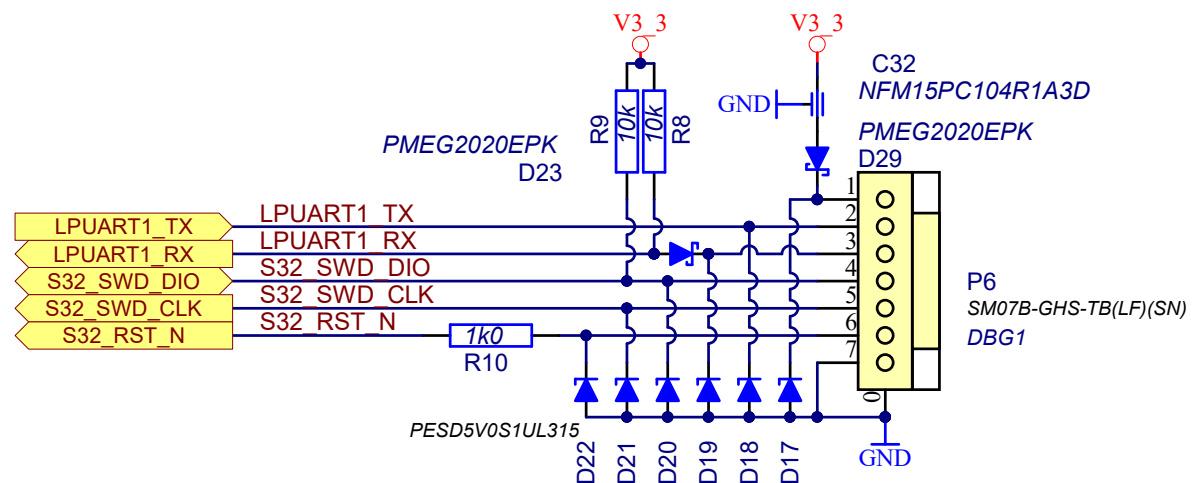 V3_3
V3_3
C32
NFM15PC104R1A3D
GND
R9
10k
10k
R8
PMEG2020EPK
D29
PMEG2020EPK
D23
1
LPUART1_TX
LPUART1_TX
2
LPUART1_RX
LPUART1_RX
3
S32_SWD_DIO
S32_SWD_DIO
4
P6
S32_SWD_CLK
S32_SWD_CLK
5
SM07B-GHS-TB(LF)(SN)
S32_RST_N
S32_RST_N
1k0
6
DBG1
R10
7
0
PESD5V0S1UL315
D22
D21
D20
D19
D18
D17
GND